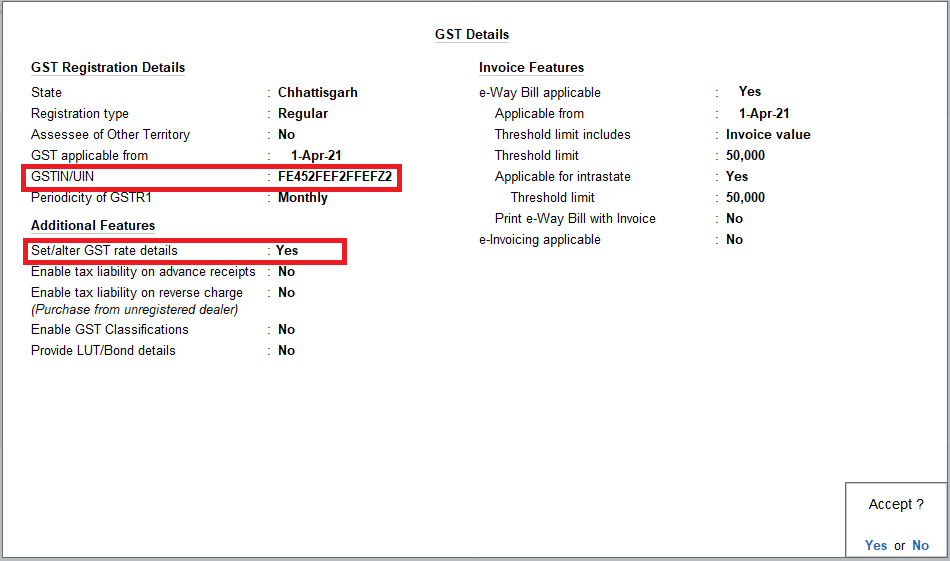 GST Details
GST Registration Details
State : Chhattisgarh
Registration type : Regular
Assessee of Other Territory : No
GST applicable from : 1-Apr-21
GSTIN/UIN : FE452FEF2FFEFZ2
Periodicity of GSTR1 : Monthly
Additional Features
Set/alter GST rate details : Yes
Enable tax liability on advance receipts : No
Enable tax liability on reverse charge : No
(Purchase from unregistered dealer)
Enable GST Classifications : No
Provide LUT/Bond details : No
Invoice Features
e-Way Bill applicable : Yes
Applicable from : 1-Apr-21
Threshold limit includes : Invoice value
Threshold limit : 50,000
Applicable for intrastate : Yes
Threshold limit : 50,000
Print e-Way Bill with Invoice : No
e-Invoicing applicable : No
Accept ?
Yes or No